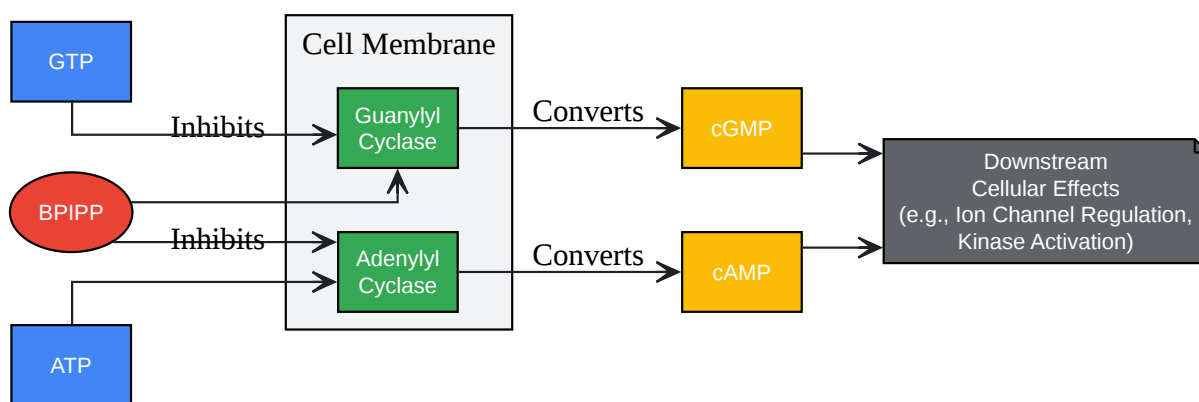 GTP
Cell Membrane
Inhibits
Guanylyl
Cyclase
Converts
cGMP
BPIPP
Inhibits
Adenylyl
Cyclase
Converts
cAMP
Downstream
Cellular Effects
(e.g., Ion Channel Regulation,
Kinase Activation)
ATP